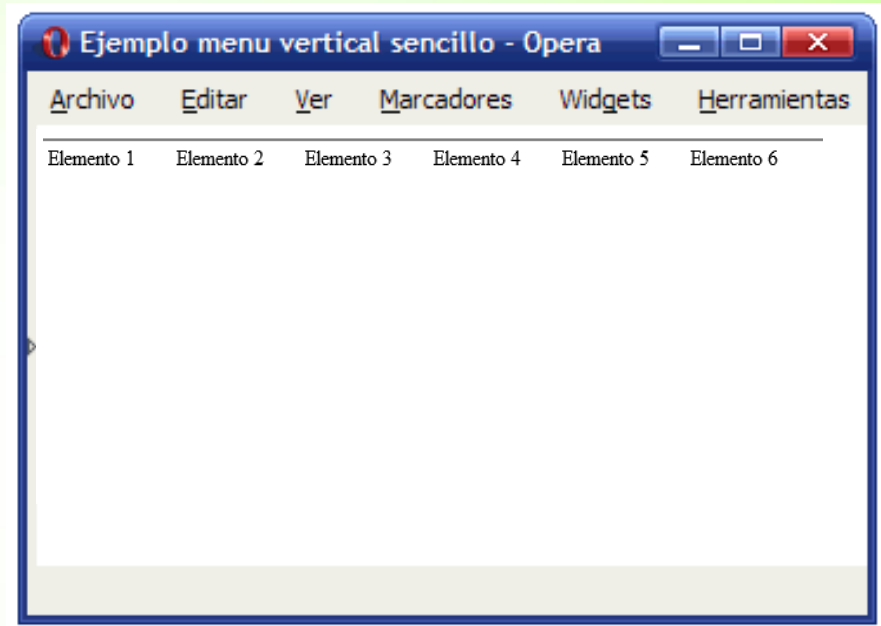 Ejemplo menu vertical sencillo - Opera
Archivo Editar Ver Marcadores Widgets Herramientas
Elemento 1 Elemento 2 Elemento 3 Elemento 4 Elemento 5 Elemento 6